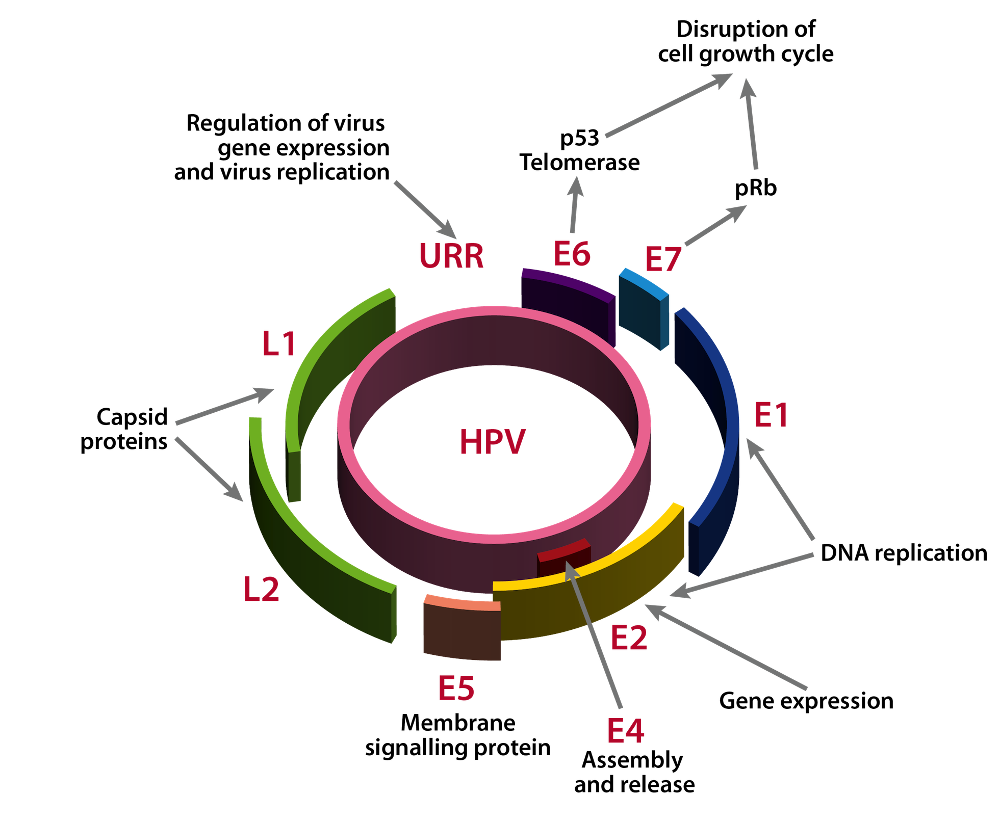 Disruption of
cell growth cycle
Regulation of virus
gene expression
and virus replication
p53
Telomerase
pRb
URR
E6
E7
L1
E1
Capsid
proteins
HPV
DNA replication
L2
E2
E5
Membrane
signalling protein
Gene expression
E4
Assembly
and release